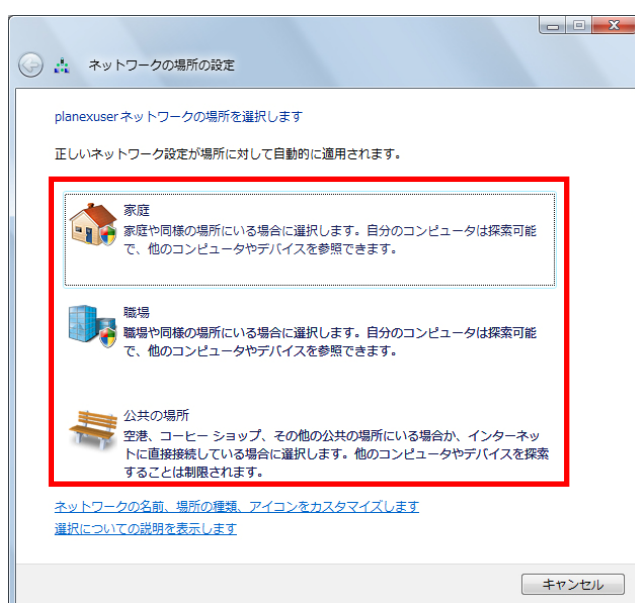 ネットワークの場所の設定
planexuser ネットワークの場所を選択します
正しいネットワーク設定が場所に対して自動的に適用されます。
家庭
家庭や同様の場所にいる場合に選択します。自分のコンピュータは探索可能
で、他のコンピュータやデバイスを参照できます。
職場
職場や同様の場所にいる場合に選択します。自分のコンピュータは探索可能
で、他のコンピュータやデバイスを参照できます。
公共の場所
空港、コーヒー ショップ、その他の公共の場所にいる場合か、インターネッ
トに直接接続している場合に選択します。他のコンピュータやデバイスを探索
することは制限されます。
ネットワークの名前、場所の種類、アイコンをカスタマイズします
選択についての説明を表示します
キャンセル